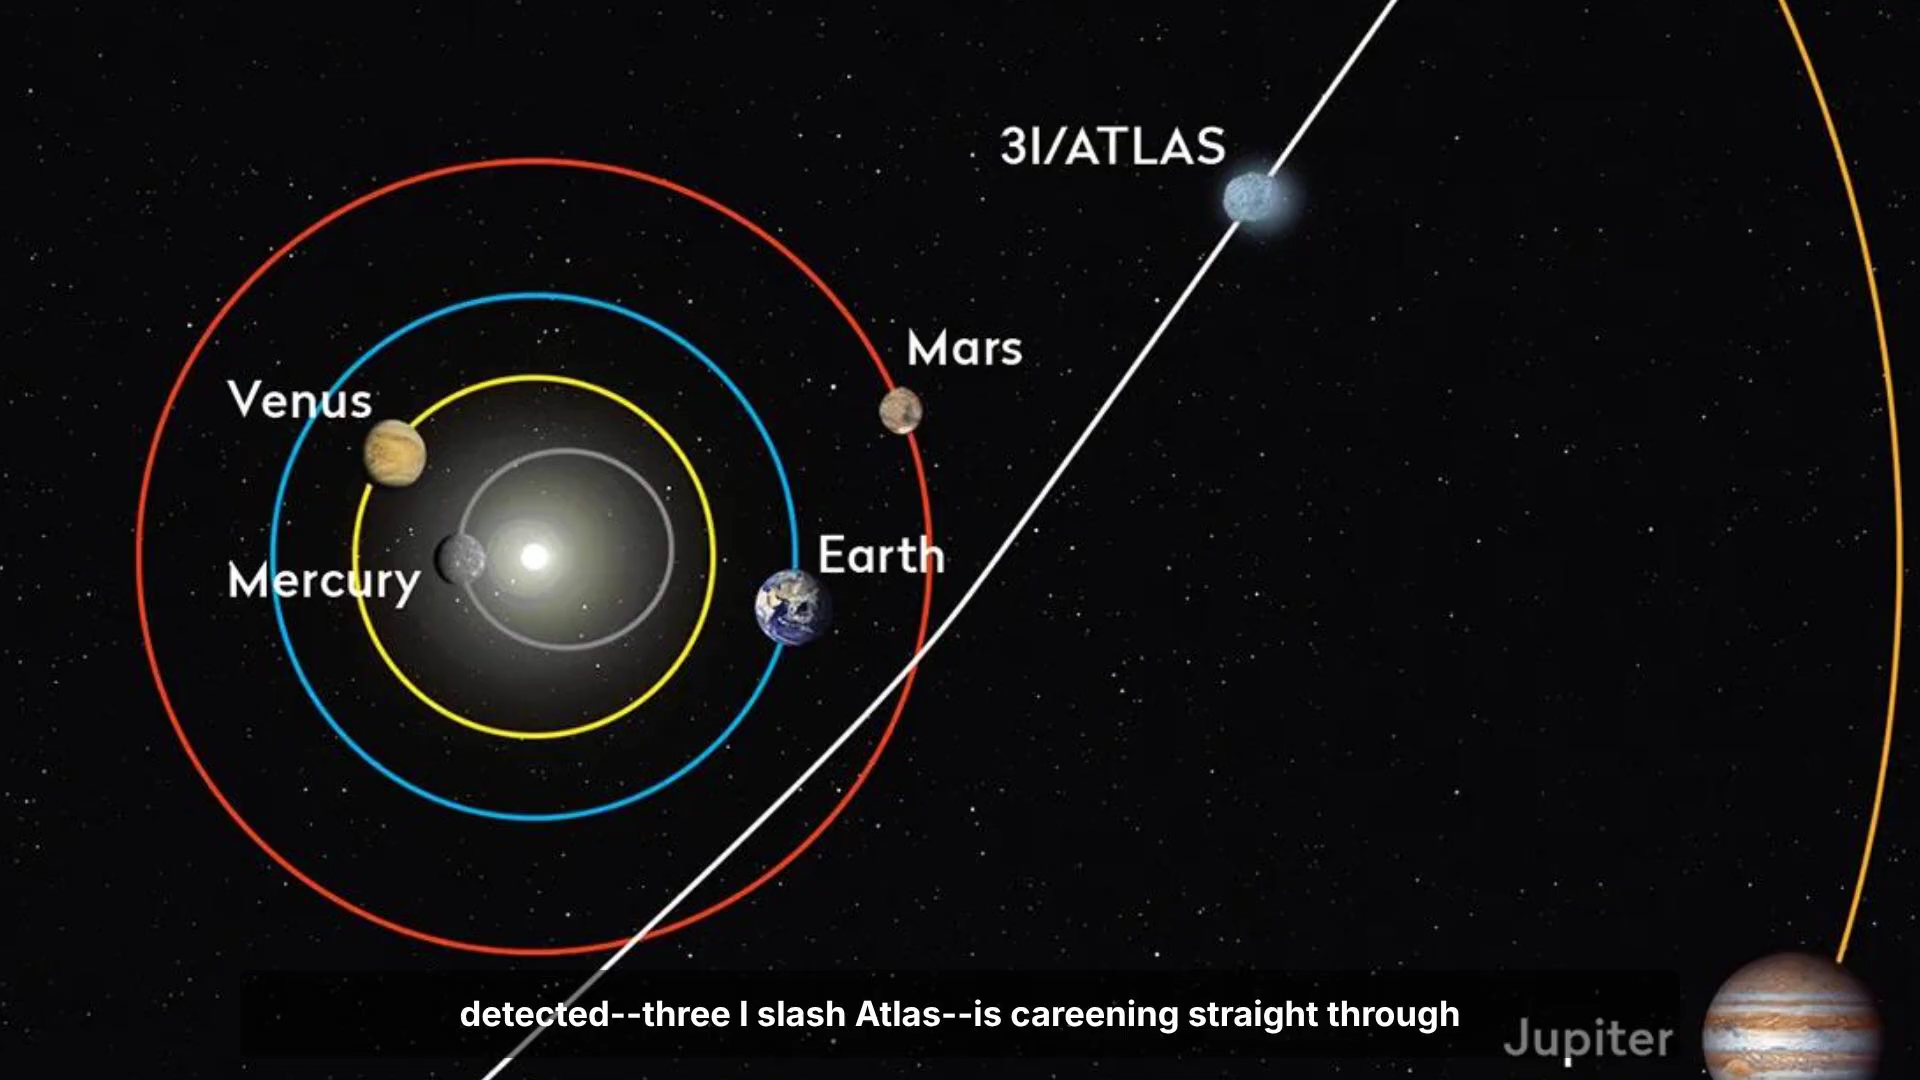 3I/ATLAS
Mars
Venus
Earth
Mercury
detected--three I slash Atlas--is careening straight through
Jupiter